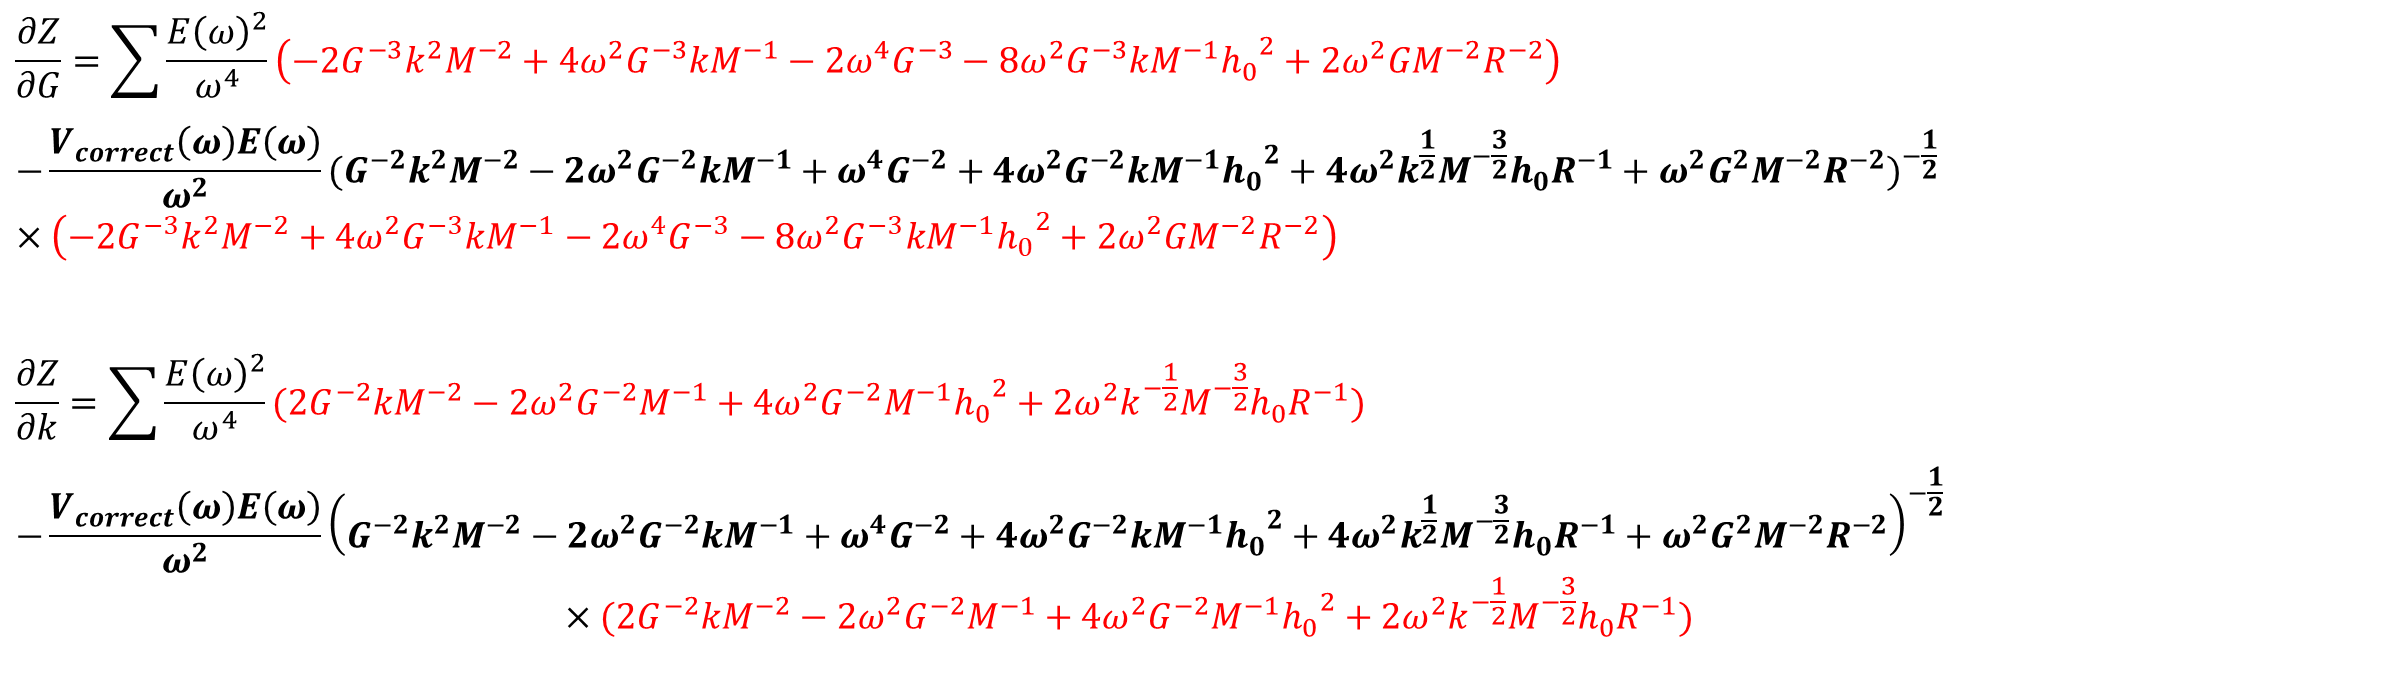 ∂Z/∂G = ∑ E(ω)²/ω⁴ (−2G⁻³k²M⁻² + 4ω²G⁻³kM⁻¹ − 2ω⁴G⁻³ − 8ω²G⁻³kM⁻¹h₀² + 2ω²GM⁻²R⁻²)
− V_correct(ω)E(ω)/ω² (G⁻²k²M⁻² − 2ω²G⁻²kM⁻¹ + ω⁴G⁻² + 4ω²G⁻²kM⁻¹h₀² + 4ω²k^(1/2)M^(−3/2)h₀R⁻¹ + ω²G²M⁻²R⁻²)^(−1/2)
× (−2G⁻³k²M⁻² + 4ω²G⁻³kM⁻¹ − 2ω⁴G⁻³ − 8ω²G⁻³kM⁻¹h₀² + 2ω²GM⁻²R⁻²)
∂Z/∂k = ∑ E(ω)²/ω⁴ (2G⁻²kM⁻² − 2ω²G⁻²M⁻¹ + 4ω²G⁻²M⁻¹h₀² + 2ω²k^(−1/2)M^(−3/2)h₀R⁻¹)
− V_correct(ω)E(ω)/ω² (G⁻²k²M⁻² − 2ω²G⁻²kM⁻¹ + ω⁴G⁻² + 4ω²G⁻²kM⁻¹h₀² + 4ω²k^(1/2)M^(−3/2)h₀R⁻¹ + ω²G²M⁻²R⁻²)^(−1/2)
× (2G⁻²kM⁻² − 2ω²G⁻²M⁻¹ + 4ω²G⁻²M⁻¹h₀² + 2ω²k^(−1/2)M^(−3/2)h₀R⁻¹)